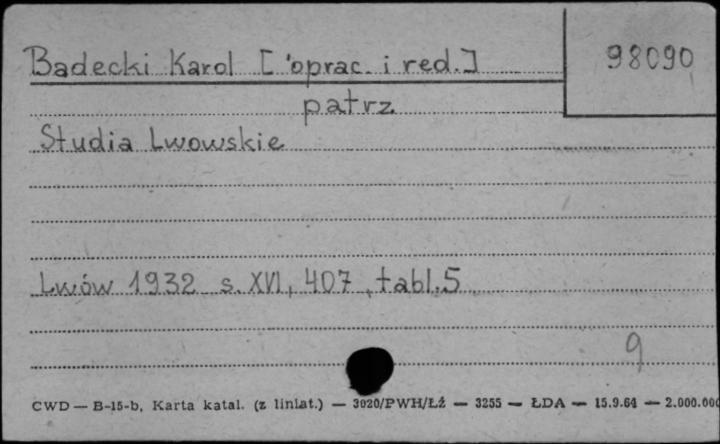 Badecki Karol ['oprac. i red.]
98090
patrz
Studia Lwowskie
Lwów 1932 s. XVI, 407, tabl. 5
9
CWD — B-15-b, Karta katal. (z liniat.) — 3020/PWH/ŁŹ — 3255 — ŁDA — 15.9.64 — 2.000.000